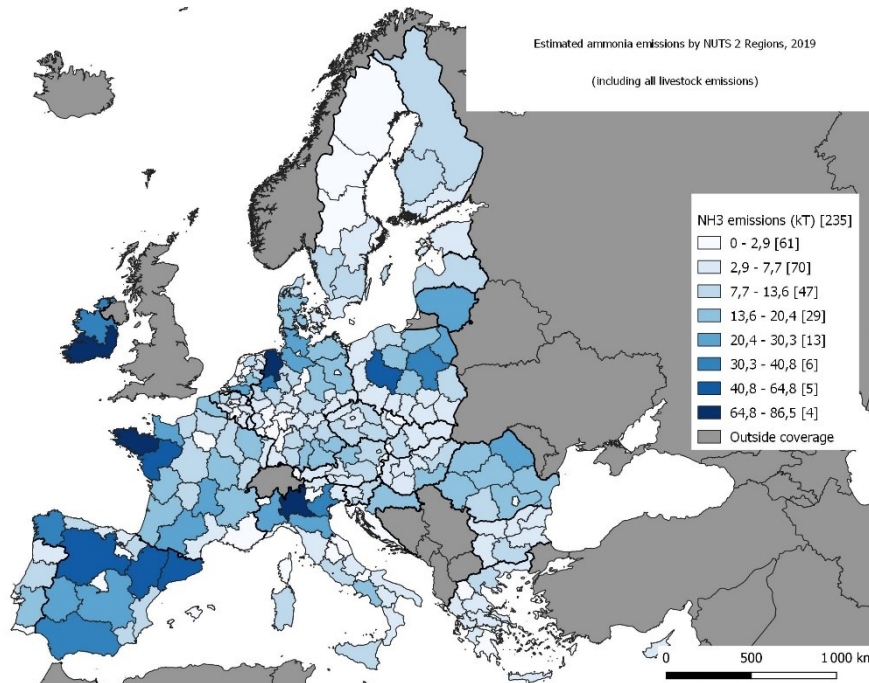 Estimated ammonia emissions by NUTS 2 Regions, 2019
(including all livestock emissions)
NH3 emissions (kT) [235]
0 - 2,9 [61]
2,9 - 7,7 [70]
7,7 - 13,6 [47]
13,6 - 20,4 [29]
20,4 - 30,3 [13]
30,3 - 40,8 [6]
40,8 - 64,8 [5]
64,8 - 86,5 [4]
Outside coverage
0 500 1 000 km